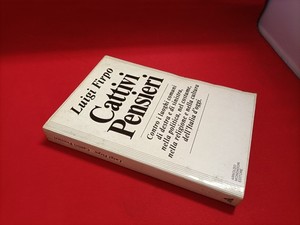 Luigi Firpo
Cattivi
Pensieri
Contro i luoghi comuni
di destra e di sinistra,
nella politica, nel costume,
nella religione e nella cultura
dell'Italia d'oggi.